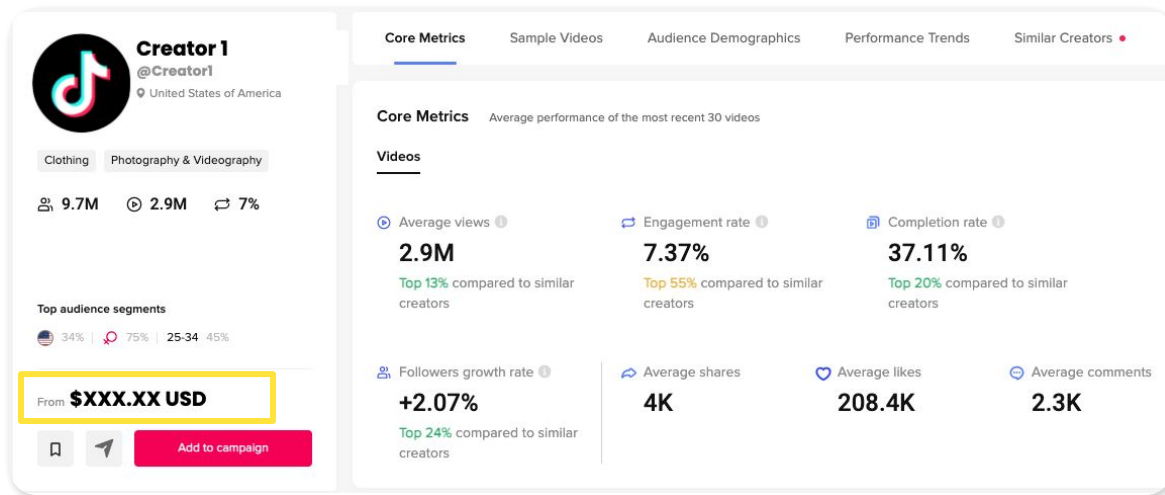 Creator 1
@Creator1
United States of America
Clothing Photography & Videography
9.7M 2.9M 7%
Top audience segments
34% 75% 25-34 45%
From $XXX.XX USD
Add to campaign
Core Metrics Sample Videos Audience Demographics Performance Trends Similar Creators
Core Metrics Average performance of the most recent 30 videos
Videos
Average views Engagement rate Completion rate
2.9M 7.37% 37.11%
Top 13% compared to similar Top 55% compared to similar Top 20% compared to similar
creators creators creators
Followers growth rate Average shares Average likes Average comments
+2.07% 4K 208.4K 2.3K
Top 24% compared to similar
creators